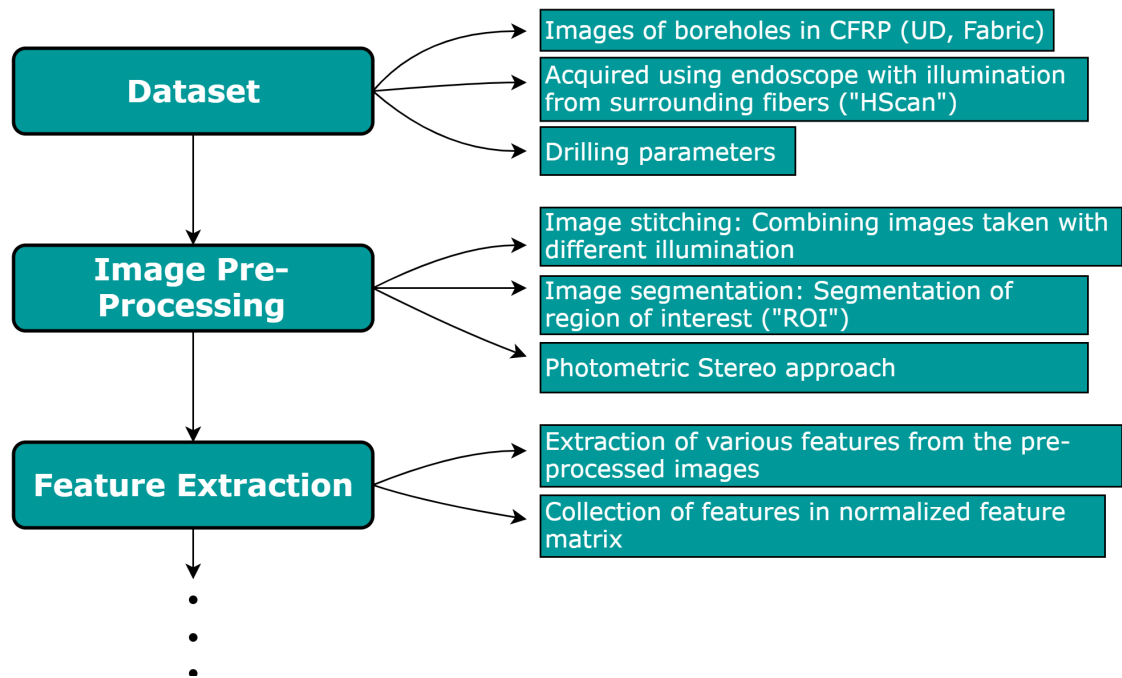 Dataset
Images of boreholes in CFRP (UD, Fabric)
Acquired using endoscope with illumination
from surrounding fibers ("HScan")
Drilling parameters
Image Pre-
Processing
Image stitching: Combining images taken with
different illumination
Image segmentation: Segmentation of
region of interest ("ROI")
Photometric Stereo approach
Feature Extraction
Extraction of various features from the pre-
processed images
Collection of features in normalized feature
matrix